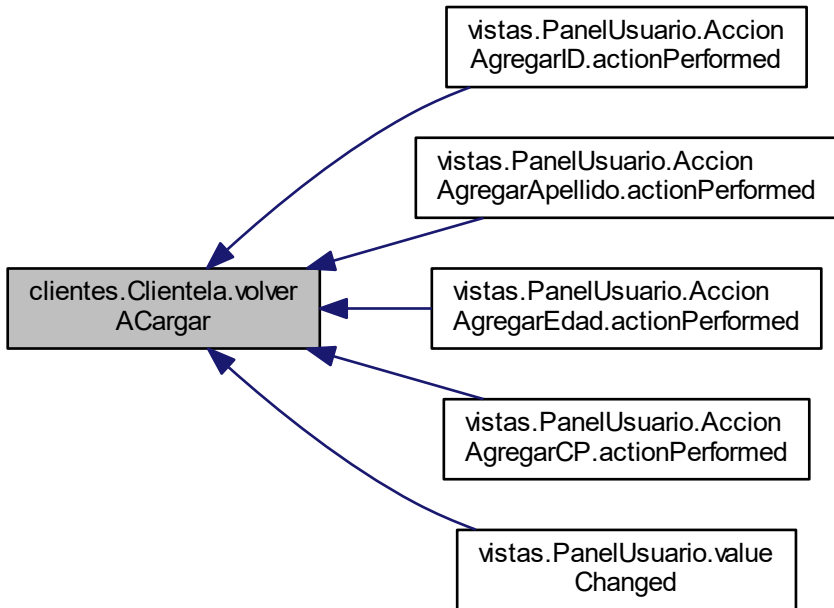 vistas.PanelUsuario.Accion
AgregarID.actionPerformed
vistas.PanelUsuario.Accion
AgregarApellido.actionPerformed
clientes.Clientela.volver
ACargar
vistas.PanelUsuario.Accion
AgregarEdad.actionPerformed
vistas.PanelUsuario.Accion
AgregarCP.actionPerformed
vistas.PanelUsuario.value
Changed